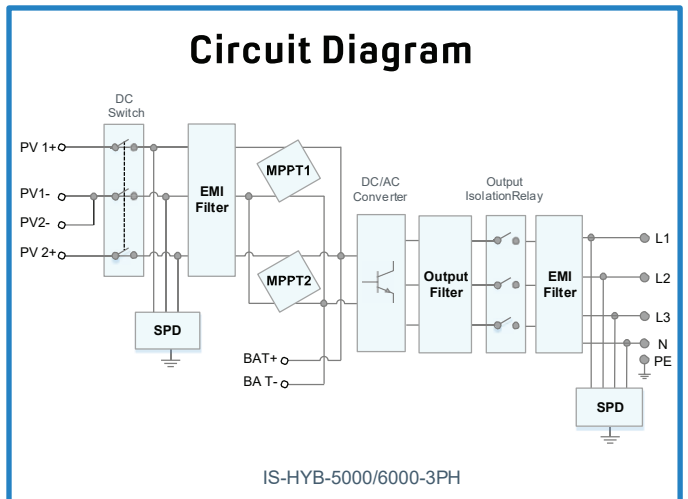 Circuit Diagram
DC
Switch
PV 1+
PV1-
PV2-
PV 2+
EMI
Filter
MPPT1
MPPT2
SPD
BAT+
BA T-
DC/AC
Converter
Output
Filter
Output
IsolationRelay
EMI
Filter
L1
L2
L3
N
PE
SPD
IS-HYB-5000/6000-3PH